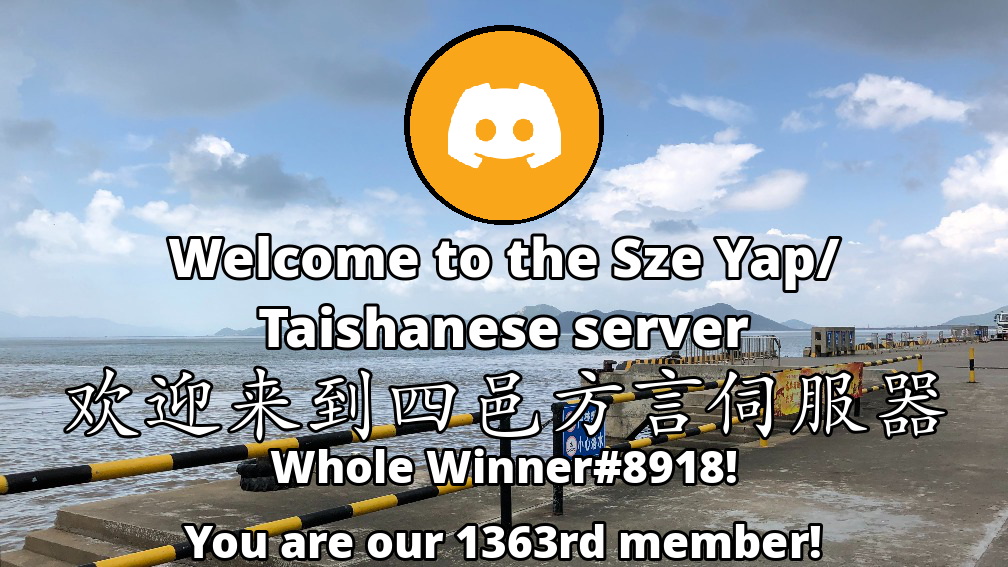 Welcome to the Sze Yap/
Taishanese server
欢迎来到四邑方言伺服器
Whole Winner#8918!
You are our 1363rd member!